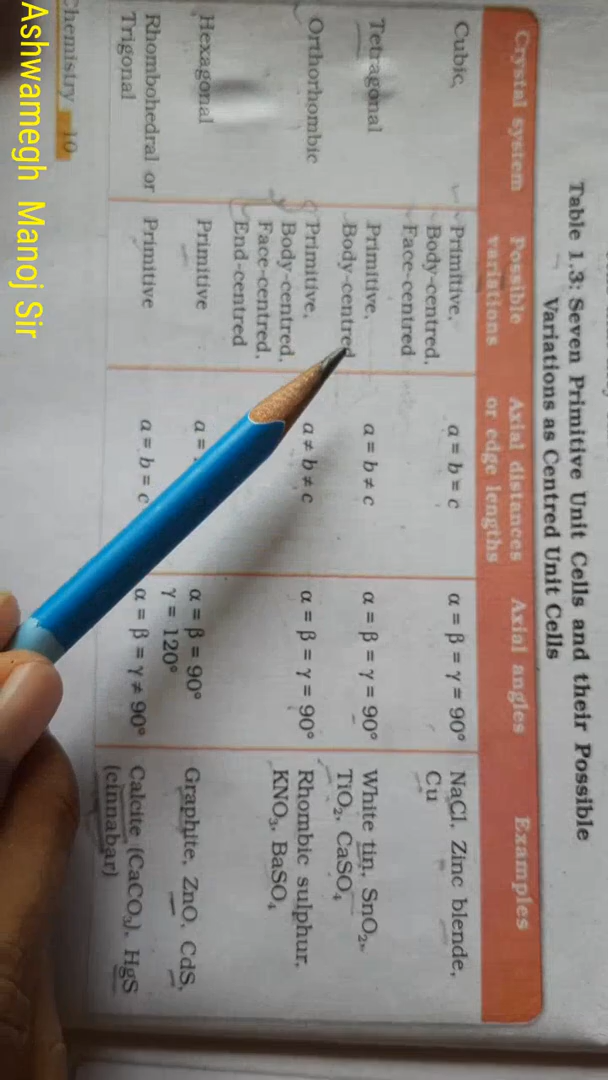 Table 1.3: Seven Primitive Unit Cells and their Possible
Variations as Centred Unit Cells
Crystal system Possible variations Axial distances or edge lengths Axial angles Examples
Cubic, Primitive, Body-centred, Face-centred a = b = c α = β = γ = 90° NaCl, Zinc blende, Cu
Tetragonal Primitive, Body-centred a = b ≠ c α = β = γ = 90° White tin, SnO₂, TiO₂, CaSO₄
Orthorhombic Primitive, Body-centred, Face-centred, End-centred a ≠ b ≠ c α = β = γ = 90° Rhombic sulphur, KNO₃, BaSO₄
Hexagonal Primitive a = α = β = 90° γ = 120° Graphite, ZnO, CdS,
Rhombohedral or Trigonal Primitive a = b = c α = β = γ ≠ 90° Calcite (CaCO₃), HgS (cinnabar)
Chemistry 10
Ashwamegh Manoj Sir